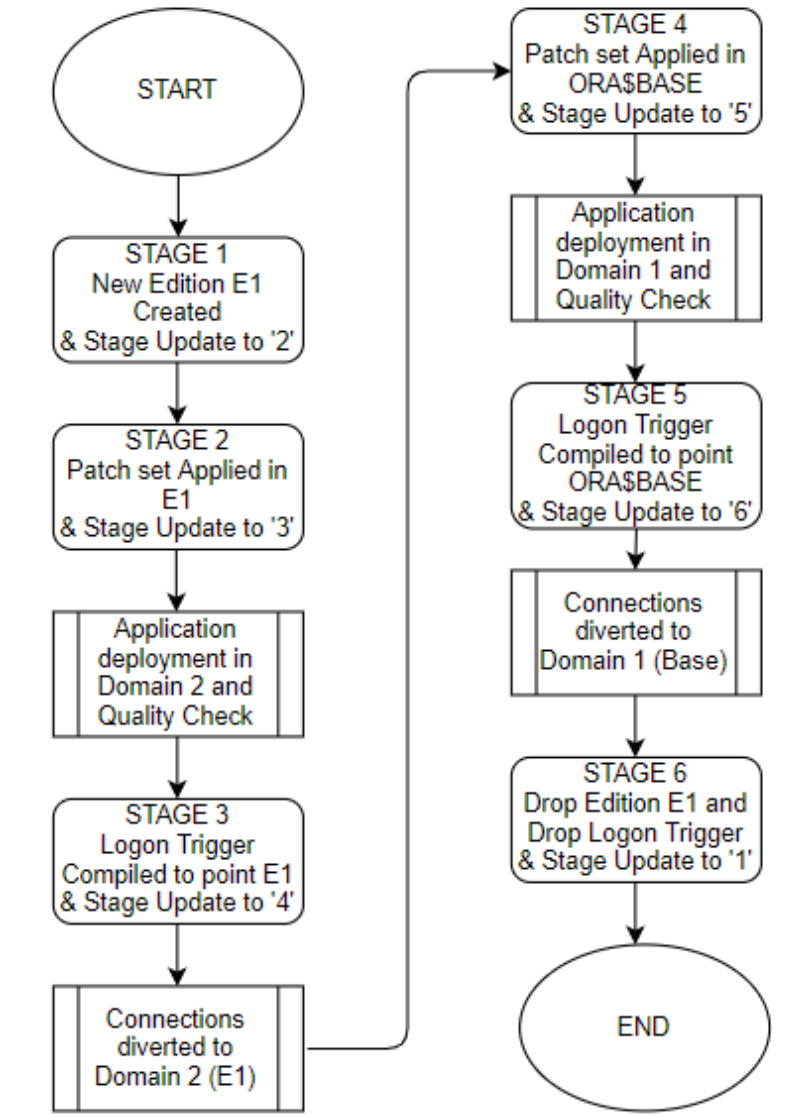 START
STAGE 1
New Edition E1
Created
& Stage Update to '2'
STAGE 2
Patch set Applied in
E1
& Stage Update to '3'
Application
deployment in
Domain 2 and
Quality Check
STAGE 3
Logon Trigger
Compiled to point E1
& Stage Update to '4'
Connections
diverted to
Domain 2 (E1)
STAGE 4
Patch set Applied in
ORA$BASE
& Stage Update to '5'
Application
deployment in
Domain 1 and
Quality Check
STAGE 5
Logon Trigger
Compiled to point
ORA$BASE
& Stage Update to '6'
Connections
diverted to
Domain 1 (Base)
STAGE 6
Drop Edition E1 and
Drop Logon Trigger
& Stage Update to '1'
END